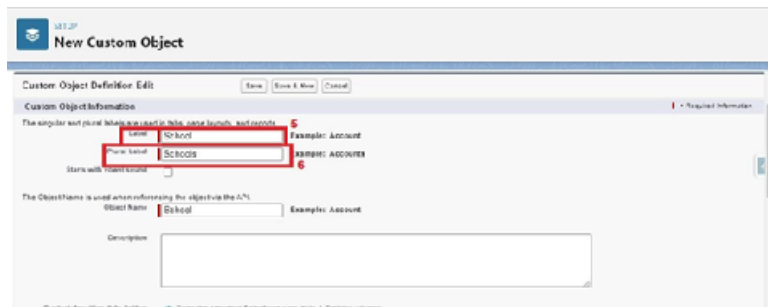 SETUP
New Custom Object
Custom Object Definition Edit Save Save & New Cancel
Custom Object Information = Required Information
The singular and plural labels are used in tabs, page layouts, and reports. 5
Label School Example: Account
Plural Label Schools Example: Accounts
6
Starts with vowel sound
The Object Name is used when referencing the object via the API.
Object Name School Example: Account
Description